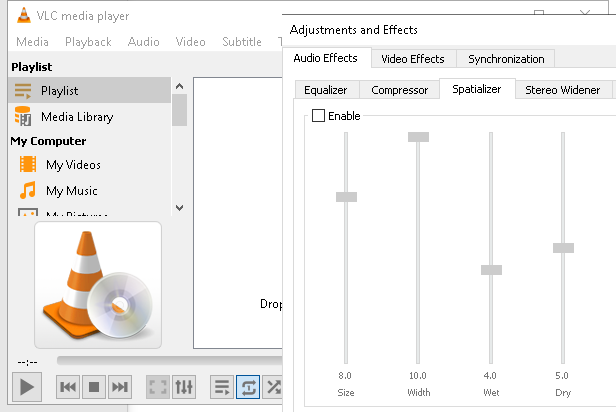 VLC media player
Media Playback Audio Video Subtitle
Playlist
Playlist
Media Library
My Computer
My Videos
My Music
My Pictures
Drop
--:--
Adjustments and Effects
Audio Effects Video Effects Synchronization
Equalizer Compressor Spatializer Stereo Widener
Enable
8.0 10.0 4.0 5.0
Size Width Wet Dry